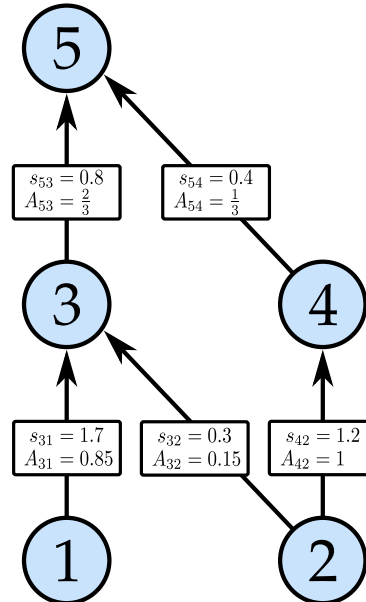 5
s₅₃ = 0.8
A₅₃ = 2/3
s₅₄ = 0.4
A₅₄ = 1/3
3
4
s₃₁ = 1.7
A₃₁ = 0.85
s₃₂ = 0.3
A₃₂ = 0.15
s₄₂ = 1.2
A₄₂ = 1
1
2